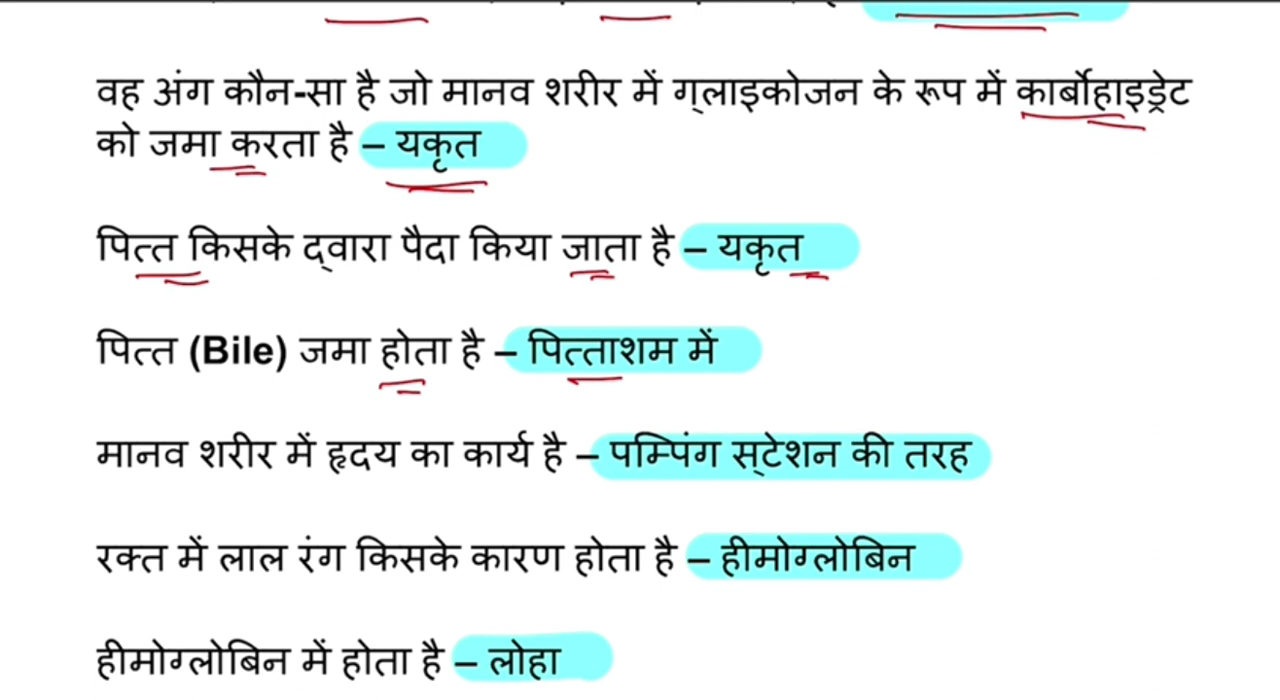 वह अंग कौन-सा है जो मानव शरीर में ग्लाइकोजन के रूप में कार्बोहाइड्रेट
को जमा करता है – यकृत
पित्त किसके द्वारा पैदा किया जाता है – यकृत
पित्त (Bile) जमा होता है – पित्ताशम में
मानव शरीर में हृदय का कार्य है – पम्पिंग स्टेशन की तरह
रक्त में लाल रंग किसके कारण होता है – हीमोग्लोबिन
हीमोग्लोबिन में होता है – लोहा